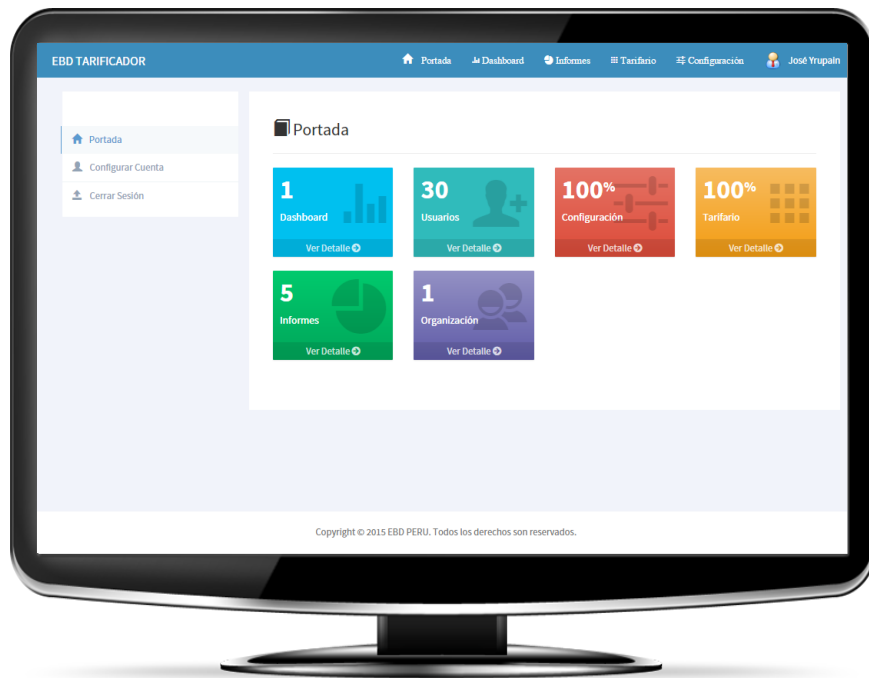 EBD TARIFICADOR
Portada Dashboard Informes Tarifario Configuración José Yrupain
Portada
Configurar Cuenta
Cerrar Sesión
Portada
1
Dashboard
Ver Detalle
30
Usuarios
Ver Detalle
100%
Configuración
Ver Detalle
100%
Tarifario
Ver Detalle
5
Informes
Ver Detalle
1
Organización
Ver Detalle
Copyright © 2015 EBD PERU. Todos los derechos son reservados.